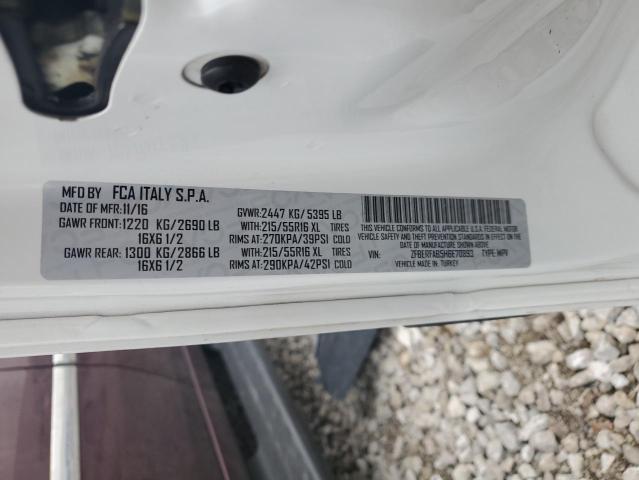 MFD BY FCA ITALY S.P.A.
DATE OF MFR: 11/16 GVWR: 2447 KG/ 5395 LB
GAWR FRONT: 1220 KG/2690 LB WITH: 215/55R16 XL TIRES
16X6 1/2 RIMS AT: 270KPA/39PSI COLD
GAWR REAR: 1300 KG/2866 LB WITH: 215/55R16 XL TIRES
16X6 1/2 RIMS AT: 290KPA/42PSI COLD
THIS VEHICLE CONFORMS TO ALL APPLICABLE U.S.A. FEDERAL MOTOR
VEHICLE SAFETY, BUMPER AND THEFT PREVENTION STANDARDS IN EFFECT
ON THE DATE OF MANUFACTURE SHOWN ABOVE.
VIN: TYPE: MPV
VEHICLE MADE IN: TURKEY